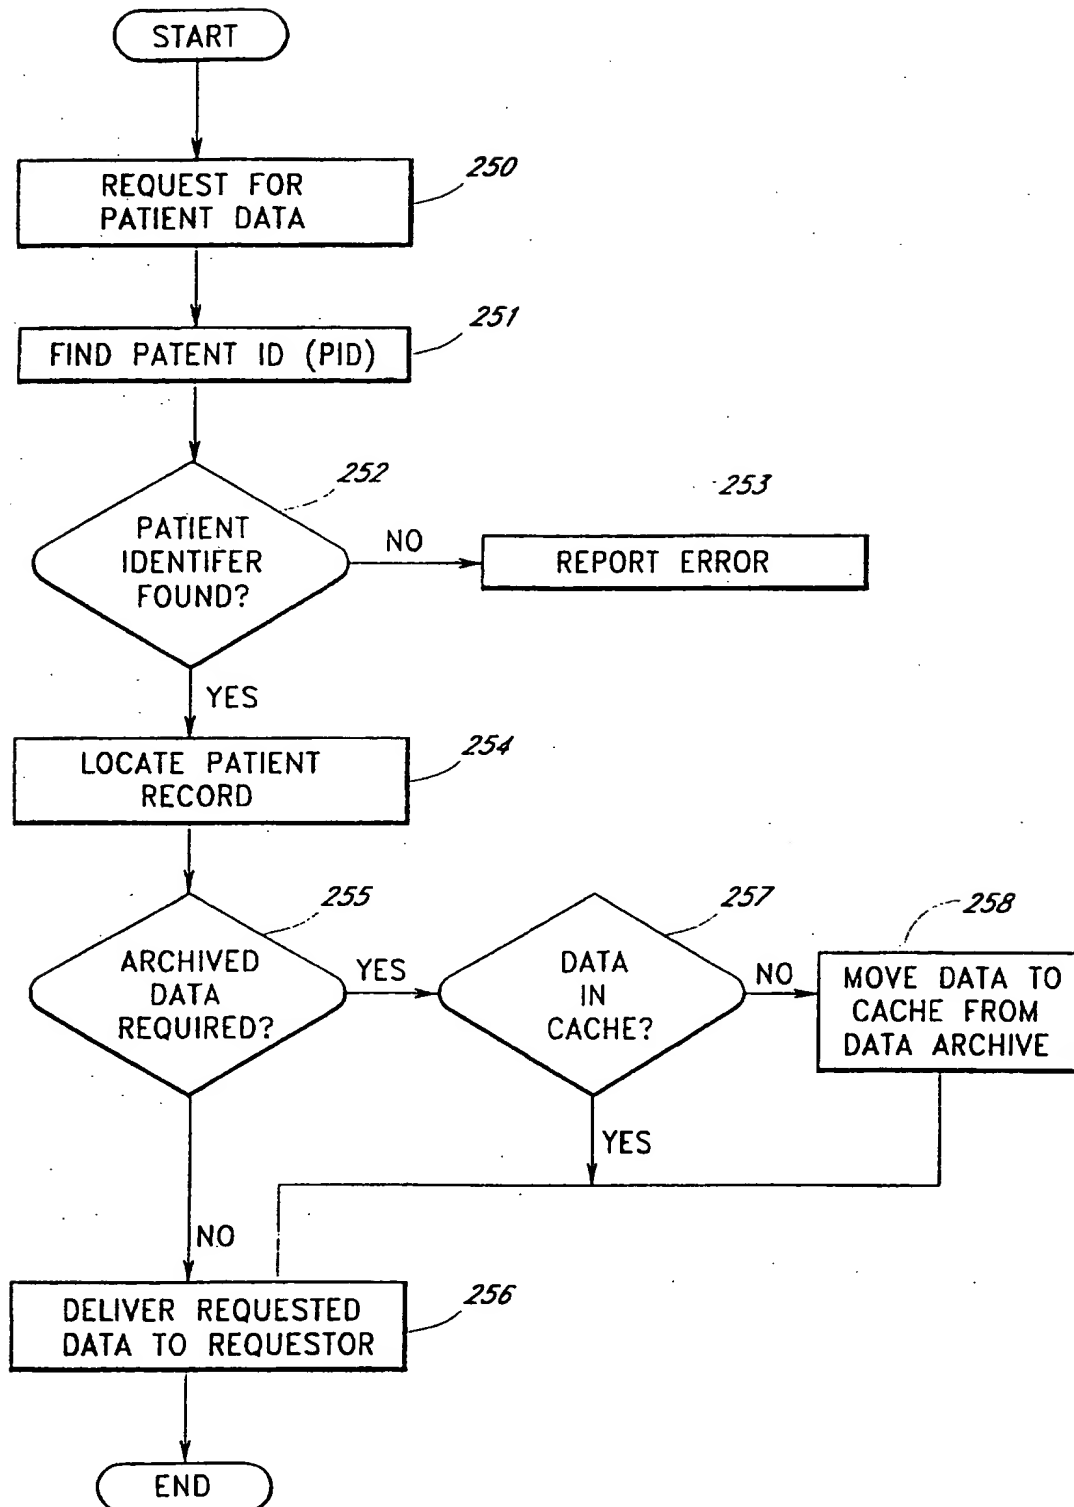 START
REQUEST FOR
PATIENT DATA
250
FIND PATENT ID (PID)
251
PATIENT
IDENTIFER
FOUND?
252
NO
253
REPORT ERROR
YES
LOCATE PATIENT
RECORD
254
ARCHIVED
DATA
REQUIRED?
255
YES
DATA
IN
CACHE?
257
NO
258
MOVE DATA TO
CACHE FROM
DATA ARCHIVE
YES
NO
DELIVER REQUESTED
DATA TO REQUESTOR
256
END